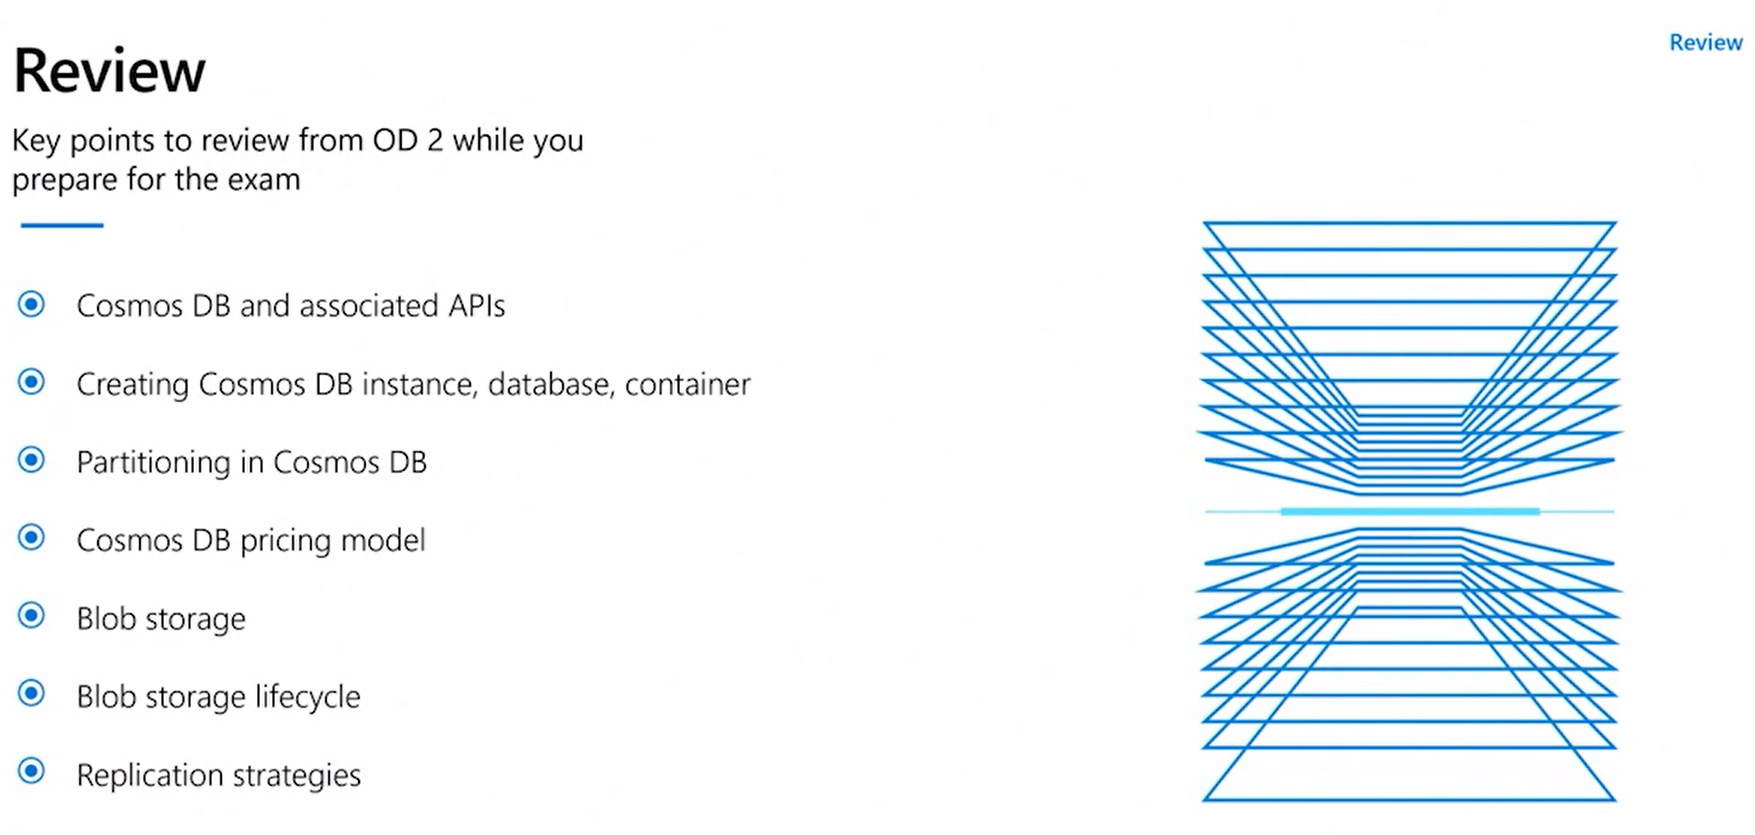 Review
Review
Key points to review from OD 2 while you
prepare for the exam
Cosmos DB and associated APIs
Creating Cosmos DB instance, database, container
Partitioning in Cosmos DB
Cosmos DB pricing model
Blob storage
Blob storage lifecycle
Replication strategies